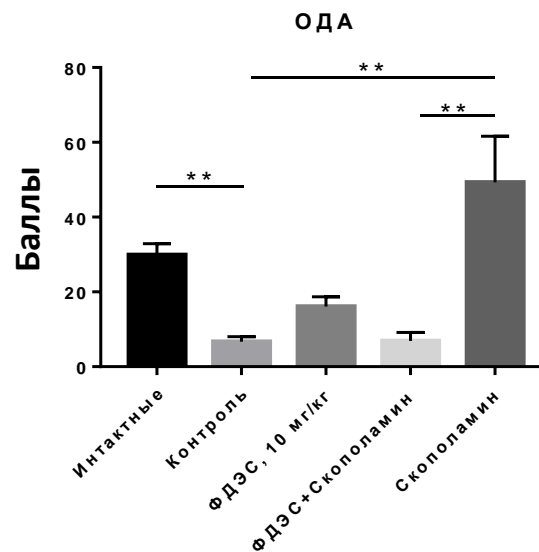 ОДА
Баллы
80
60
40
20
0
**
**
**
Интактные
Контроль
ФДЭС, 10 мг/кг
ФДЭС+Скополамин
Скополамин